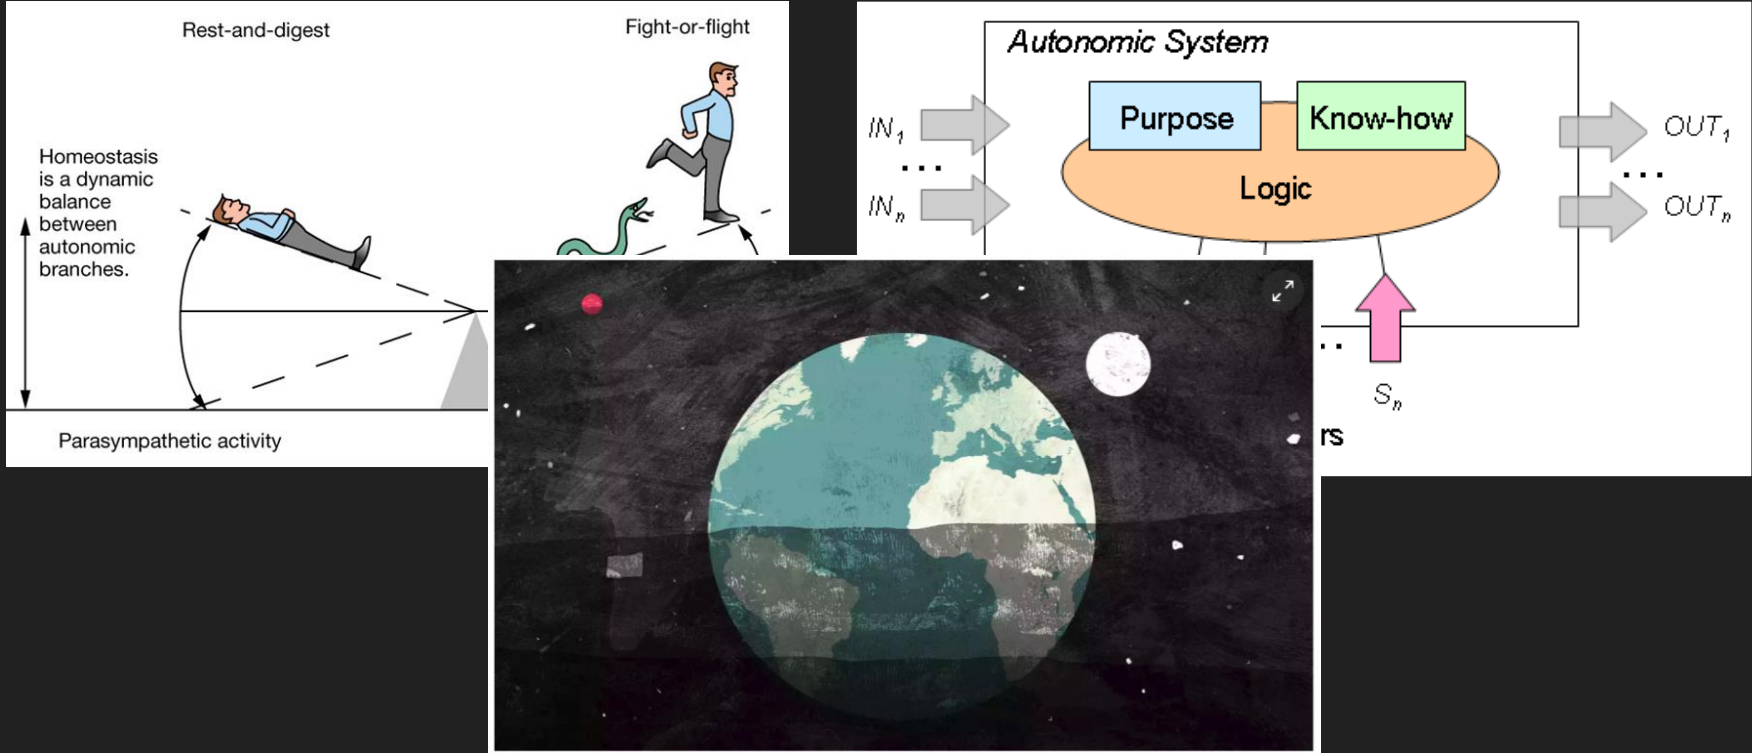 Rest-and-digest
Fight-or-flight
Homeostasis
is a dynamic
balance
between
autonomic
branches.
Parasympathetic activity
Autonomic System
Purpose
Know-how
Logic
IN1
...
INn
OUT1
...
OUTn
..
Sn
rs